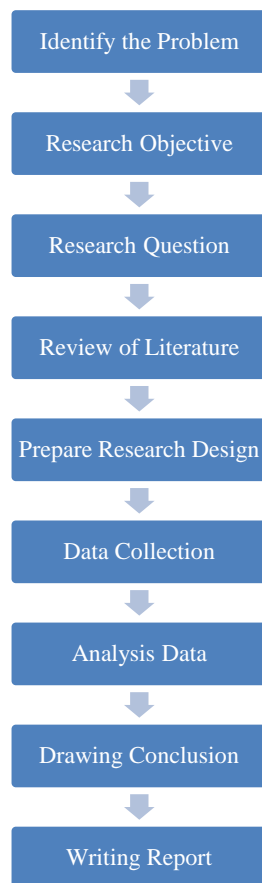 Identify the Problem
Research Objective
Research Question
Review of Literature
Prepare Research Design
Data Collection
Analysis Data
Drawing Conclusion
Writing Report